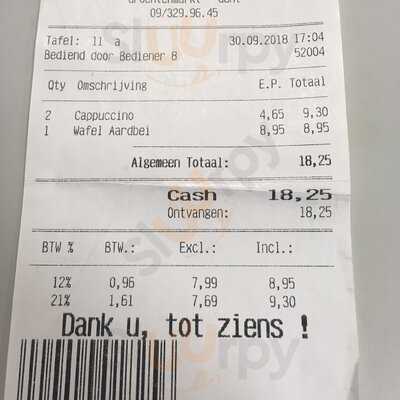 09/329.96.45
Tafel: 11 a 30.09.2018 17:04
Bediend door Bediener 8 52004
Qty Omschrijving E.P. Totaal
2 Cappuccino 4,65 9,30
1 Wafel Aardbei 8,95 8,95
Algemeen Totaal: 18,25
Cash 18,25
Ontvangen: 18,25
BTW % BTW.: Excl.: Incl.:
12% 0,96 7,99 8,95
21% 1,61 7,69 9,30
Dank u, tot ziens !